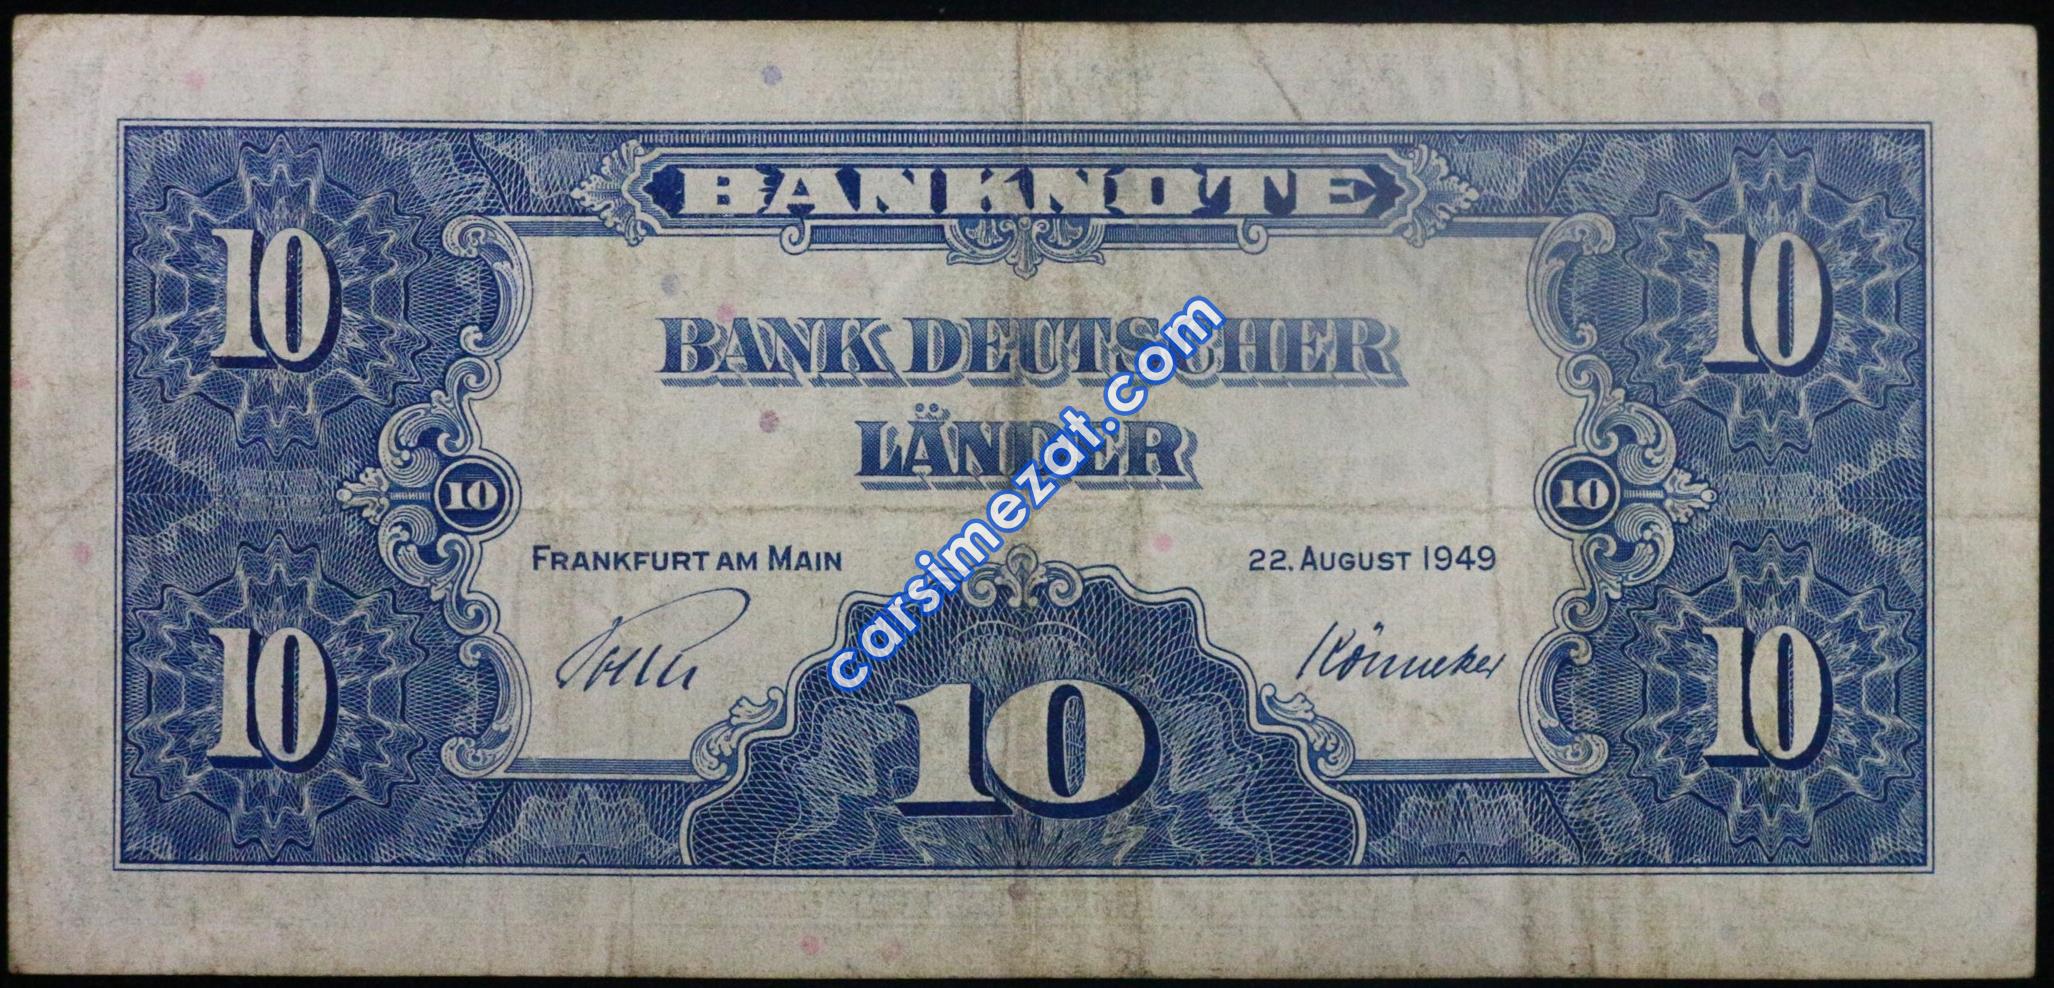 BANKNOTE
10 10
BANK DEUTSCHER
LÄNDER
10 10
FRANKFURT AM MAIN 22. AUGUST 1949
Könneker
10 10 10
carsimezat.com